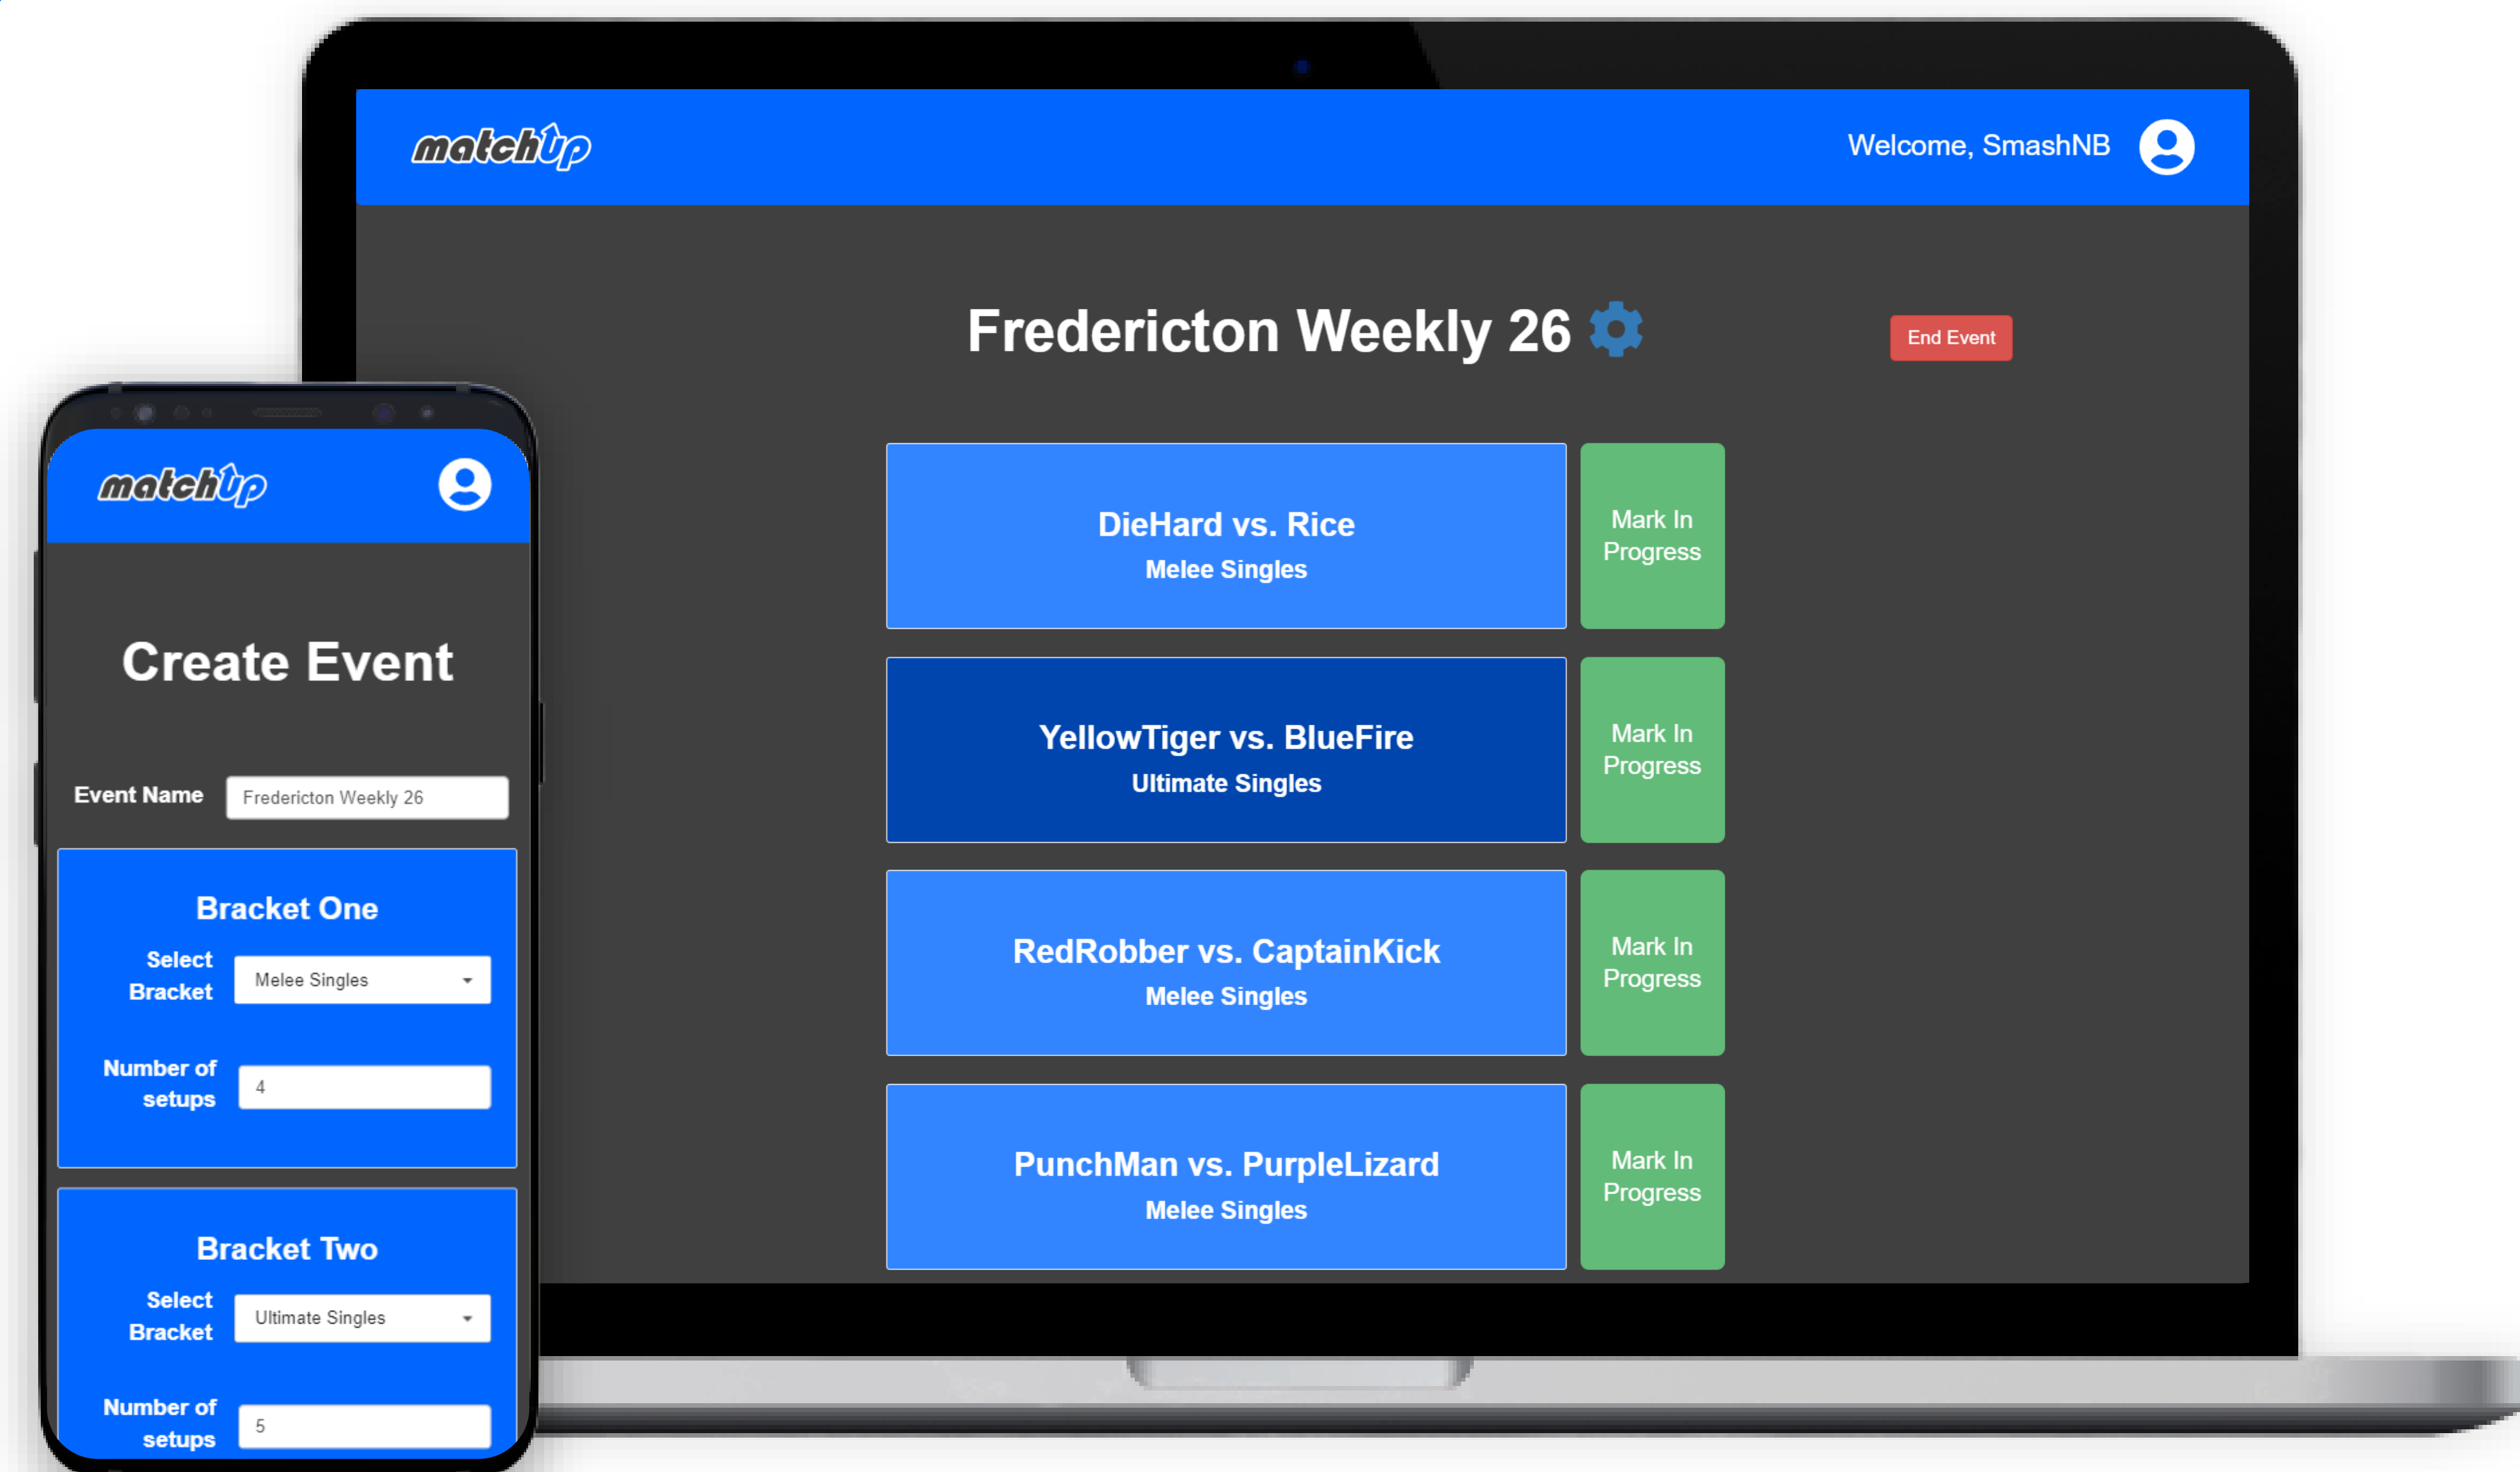 matchUp
Welcome, SmashNB
Fredericton Weekly 26
End Event
DieHard vs. Rice
Melee Singles
Mark In
Progress
YellowTiger vs. BlueFire
Ultimate Singles
Mark In
Progress
RedRobber vs. CaptainKick
Melee Singles
Mark In
Progress
PunchMan vs. PurpleLizard
Melee Singles
Mark In
Progress
matchUp
Create Event
Event Name
Fredericton Weekly 26
Bracket One
Select
Bracket
Melee Singles
Number of
setups
4
Bracket Two
Select
Bracket
Ultimate Singles
Number of
setups
5